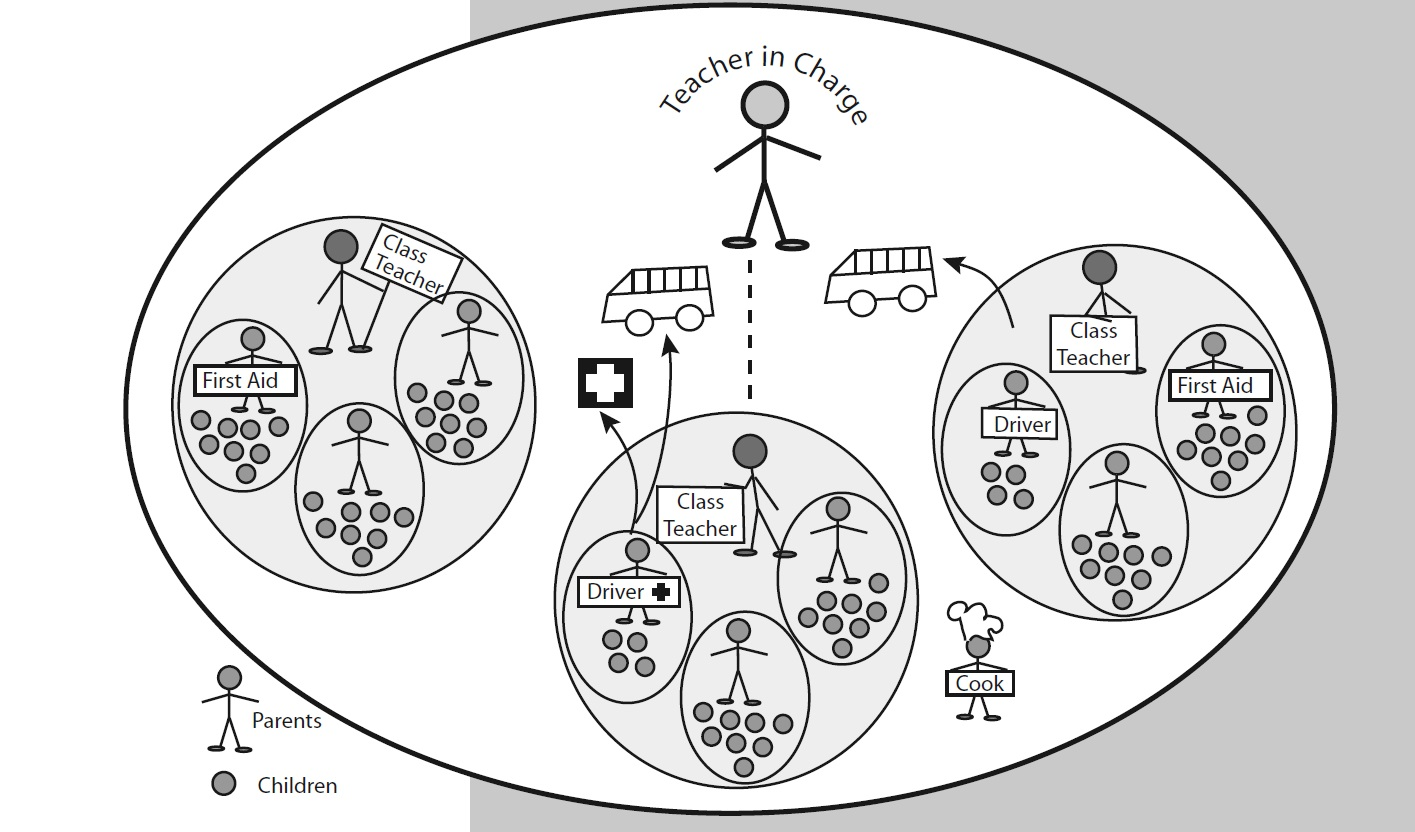 Teacher in Charge
Class
Teacher
First Aid
Class
Teacher
Driver
Class
Teacher
Driver
First Aid
Cook
Parents
Children